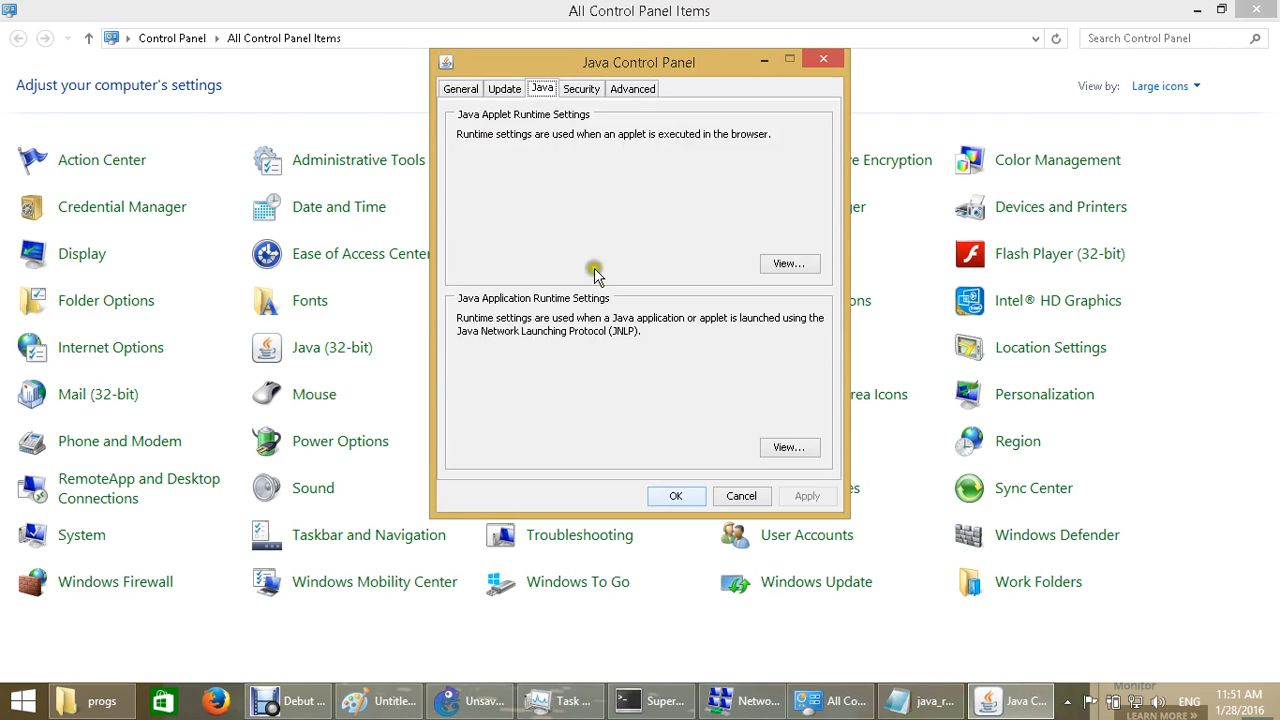 All Control Panel Items
Control Panel
All Control Panel Items
Search Control Panel
Adjust your computer's settings
View by:
Large icons
Java Control Panel
General
Update
Java
Security
Advanced
Java Applet Runtime Settings
Runtime settings are used when an applet is executed in the browser.
View...
Java Application Runtime Settings
Runtime settings are used when a Java application or applet is launched using the
Java Network Launching Protocol (JNLP).
View...
OK
Cancel
Apply
Action Center
Administrative Tools
Encryption
Color Management
Credential Manager
Date and Time
Devices and Printers
Display
Ease of Access Center
Flash Player (32-bit)
Folder Options
Fonts
Intel® HD Graphics
Internet Options
Java (32-bit)
Location Settings
Mail (32-bit)
Mouse
Icons
Personalization
Phone and Modem
Power Options
Region
RemoteApp and Desktop
Connections
Sound
Sync Center
System
Taskbar and Navigation
Troubleshooting
User Accounts
Windows Defender
Windows Firewall
Windows Mobility Center
Windows To Go
Windows Update
Work Folders
progs
Debut ...
Untitle...
Unsav...
Task ...
Super...
Netwo...
All Co...
java_r...
Java C...
Monitor
LEARN MORE »
ENG
11:51 AM
1/28/2016